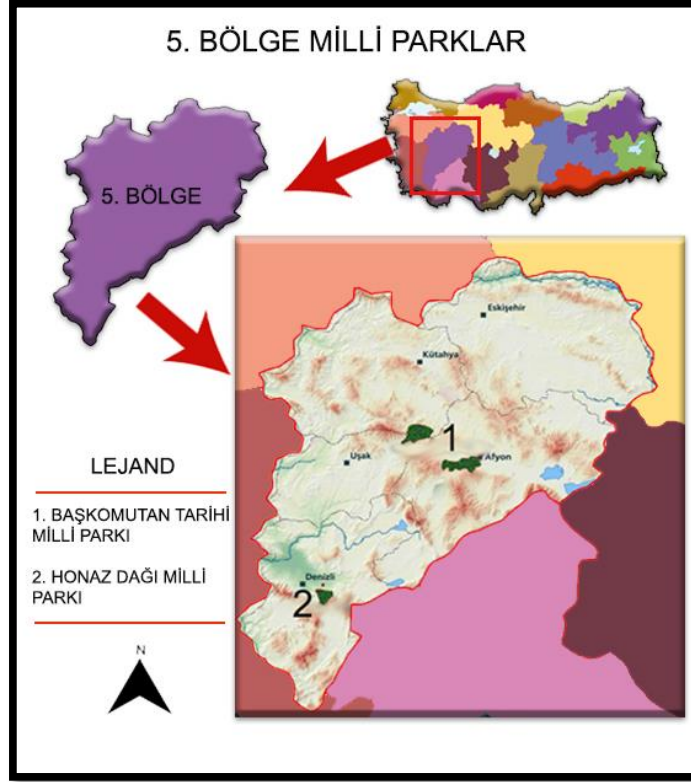 5. BÖLGE MİLLİ PARKLAR
5. BÖLGE
Eskişehir
Kütahya
1
Uşak
Afyon
Denizli
2
LEJAND
1. BAŞKOMUTAN TARİHİ
MİLLİ PARKI
2. HONAZ DAĞI MİLLİ
PARKI
N